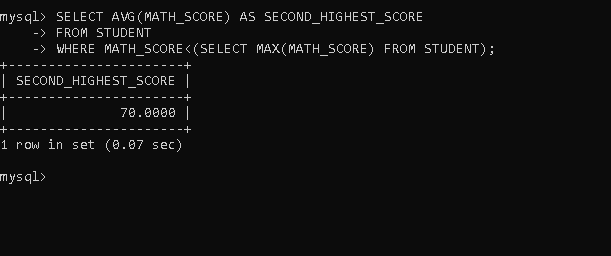 mysql> SELECT AVG(MATH_SCORE) AS SECOND_HIGHEST_SCORE
    -> FROM STUDENT
    -> WHERE MATH_SCORE<(SELECT MAX(MATH_SCORE) FROM STUDENT);
+----------------------+
| SECOND_HIGHEST_SCORE |
+----------------------+
|              70.0000 |
+----------------------+
1 row in set (0.07 sec)
mysql>